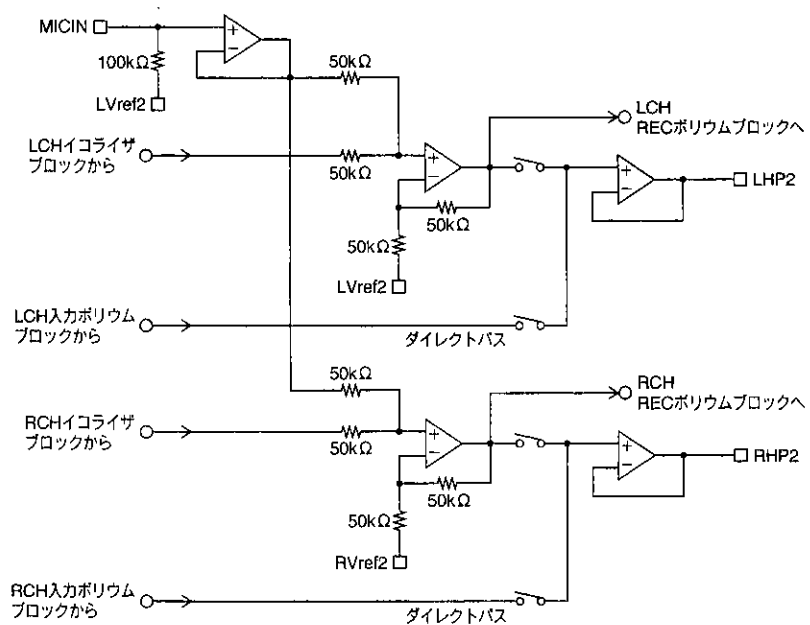 MICIN
100kΩ
LVref2
50kΩ
LCHイコライザ
ブロックから
50kΩ
LCH
RECボリウムブロックへ
50kΩ
50kΩ
LVref2
LHP2
LCH入力ボリウム
ブロックから
ダイレクトパス
50kΩ
RCHイコライザ
ブロックから
50kΩ
RCH
RECボリウムブロックへ
50kΩ
50kΩ
RVref2
RHP2
RCH入力ボリウム
ブロックから
ダイレクトパス